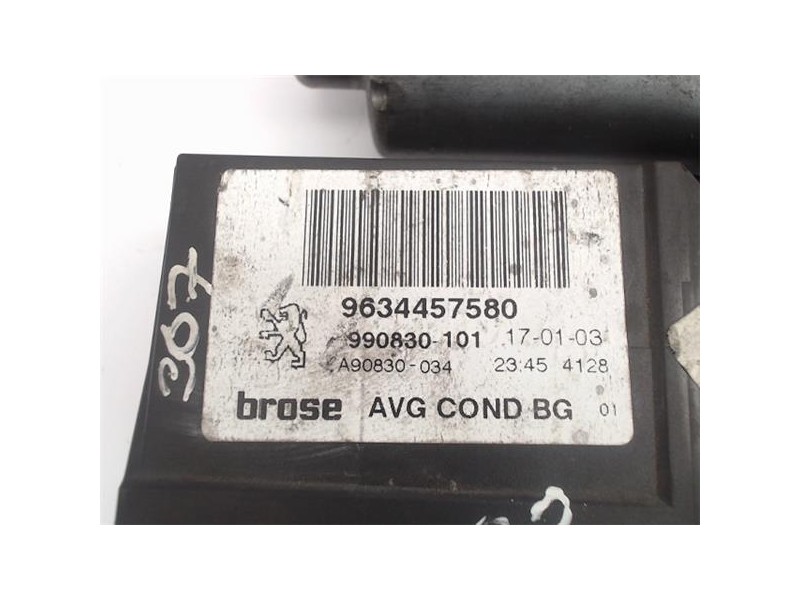 9634457580
990830-101 17-01-03
A90830-034 23:45 4128
brose AVG COND BG 01
307